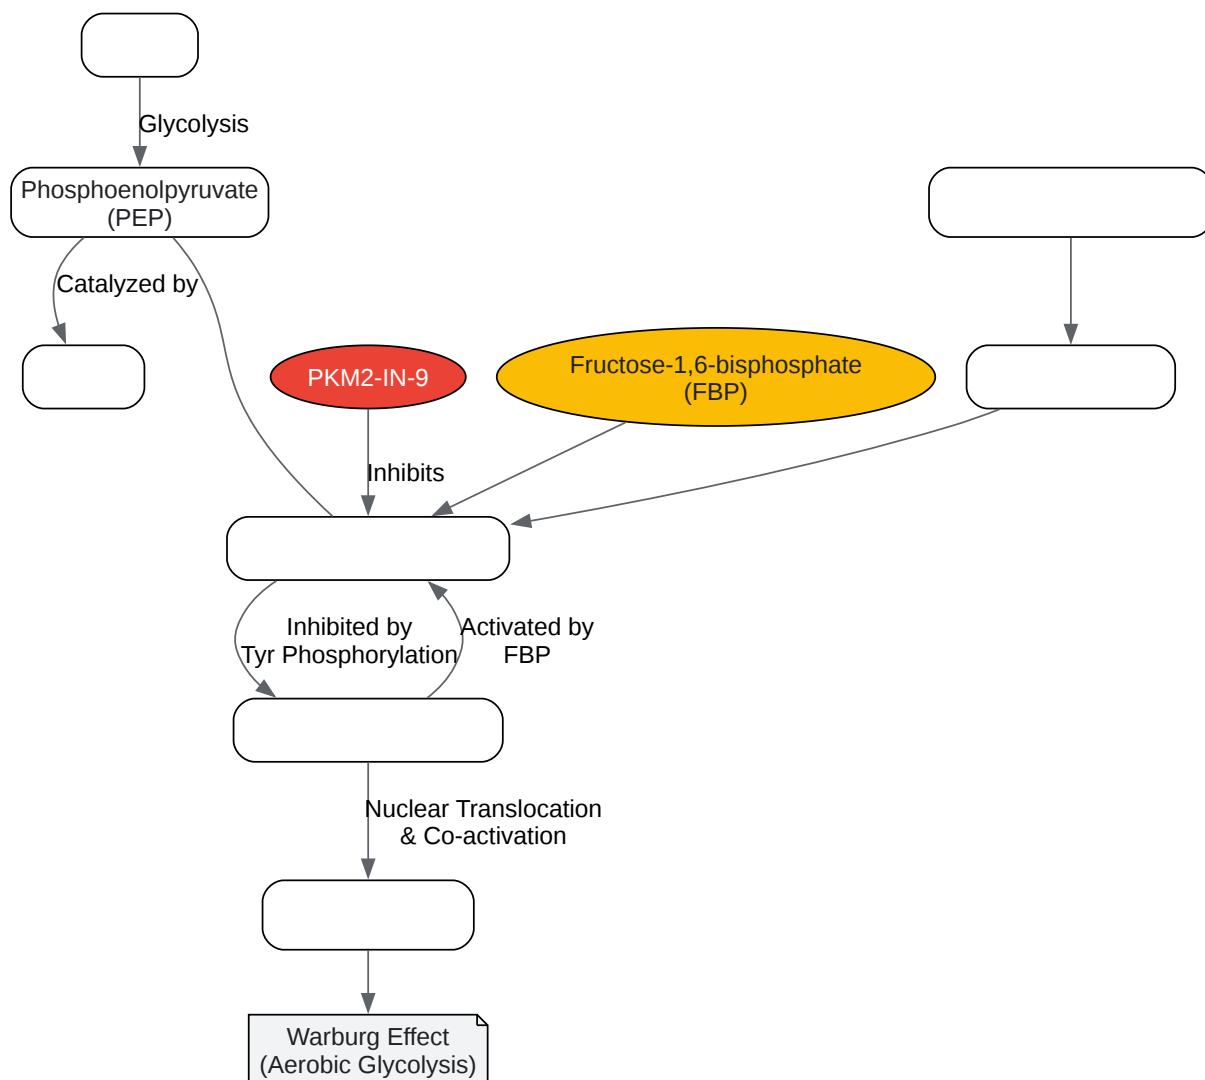 Glycolysis
Phosphoenolpyruvate
(PEP)
Catalyzed by
PKM2-IN-9
Fructose-1,6-bisphosphate
(FBP)
Inhibits
Inhibited by
Tyr Phosphorylation
Activated by
FBP
Nuclear Translocation
& Co-activation
Warburg Effect
(Aerobic Glycolysis)